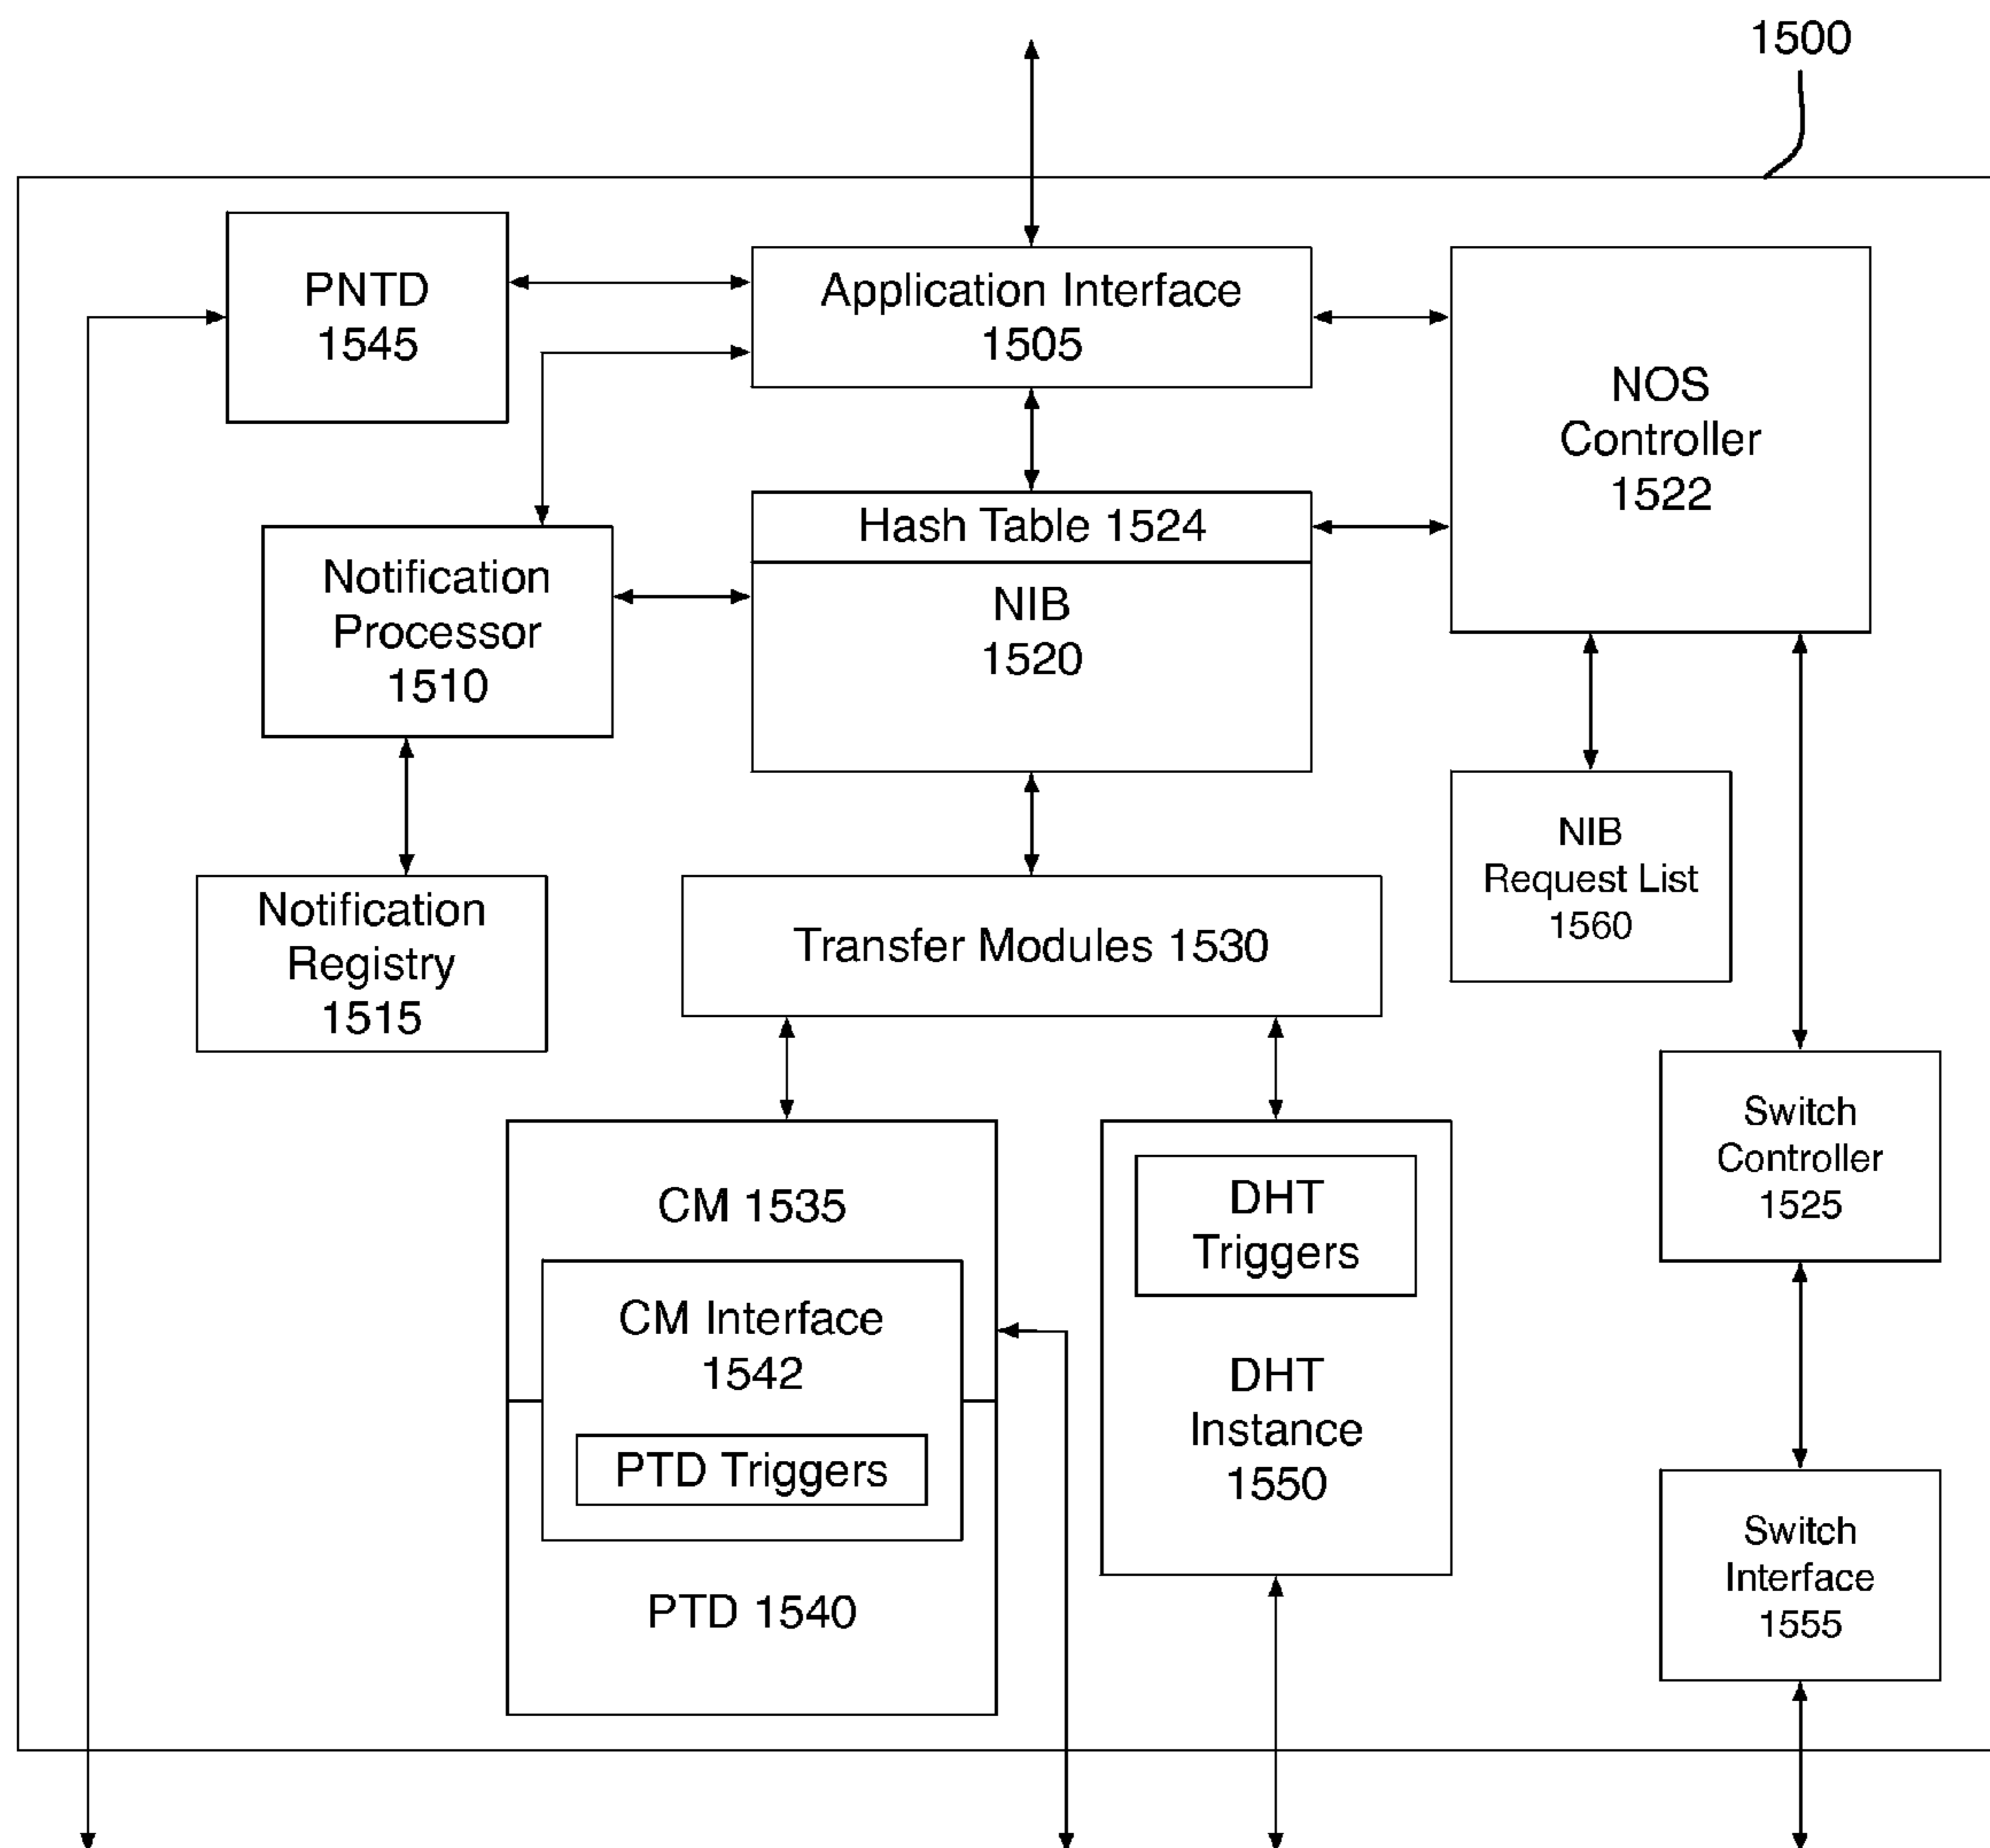 1500
PNTD
1545
Application Interface
1505
NOS
Controller
1522
Hash Table 1524
NIB
1520
Notification
Processor
1510
Notification
Registry
1515
Transfer Modules 1530
NIB
Request List
1560
CM 1535
CM Interface
1542
PTD Triggers
PTD 1540
DHT
Triggers
DHT
Instance
1550
Switch
Controller
1525
Switch
Interface
1555